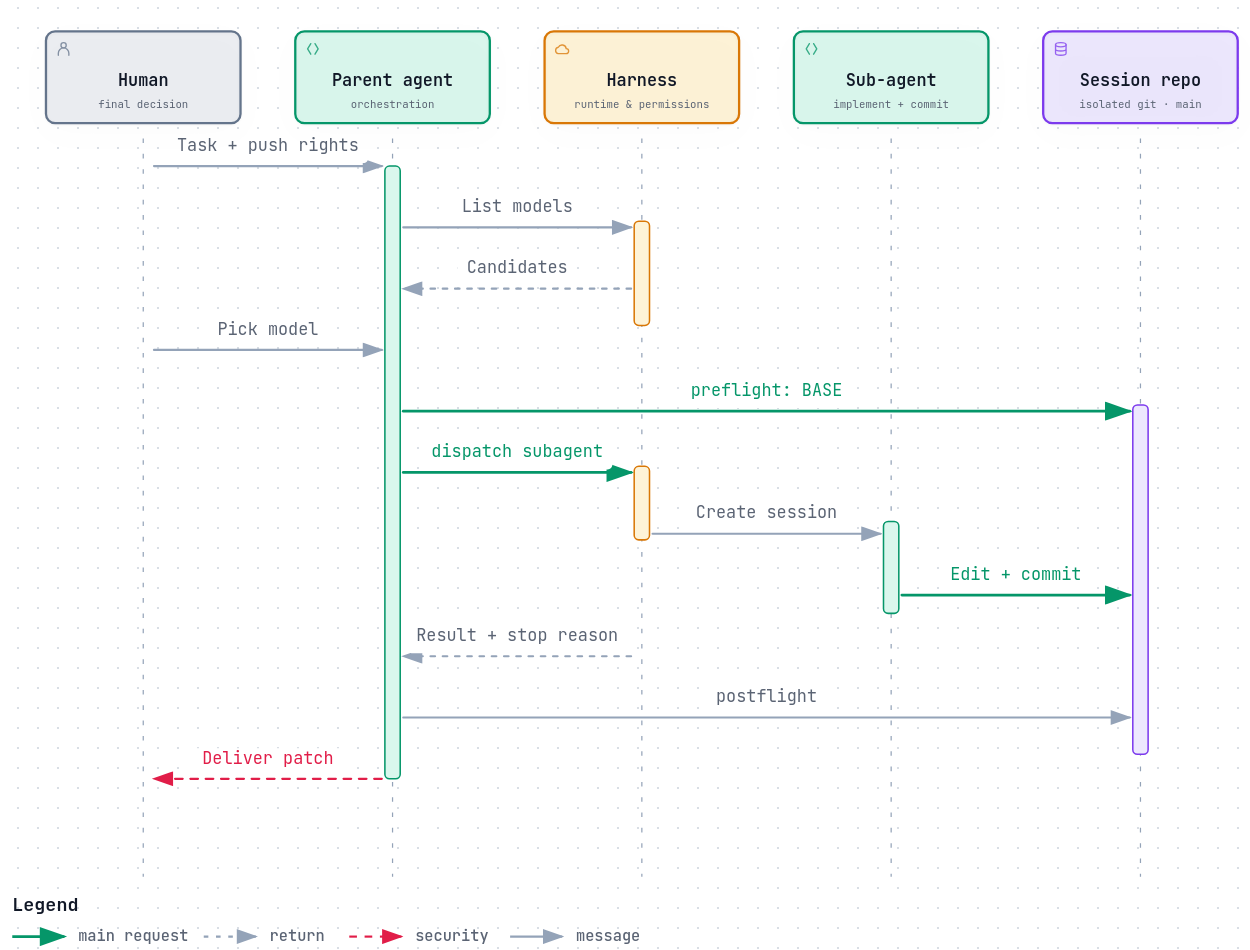 Human
final decision
Parent agent
orchestration
Harness
runtime & permissions
Sub-agent
implement + commit
Session repo
isolated git · main
Task + push rights
List models
Candidates
Pick model
preflight: BASE
dispatch subagent
Create session
Edit + commit
Result + stop reason
postflight
Deliver patch
Legend
main request
return
security
message